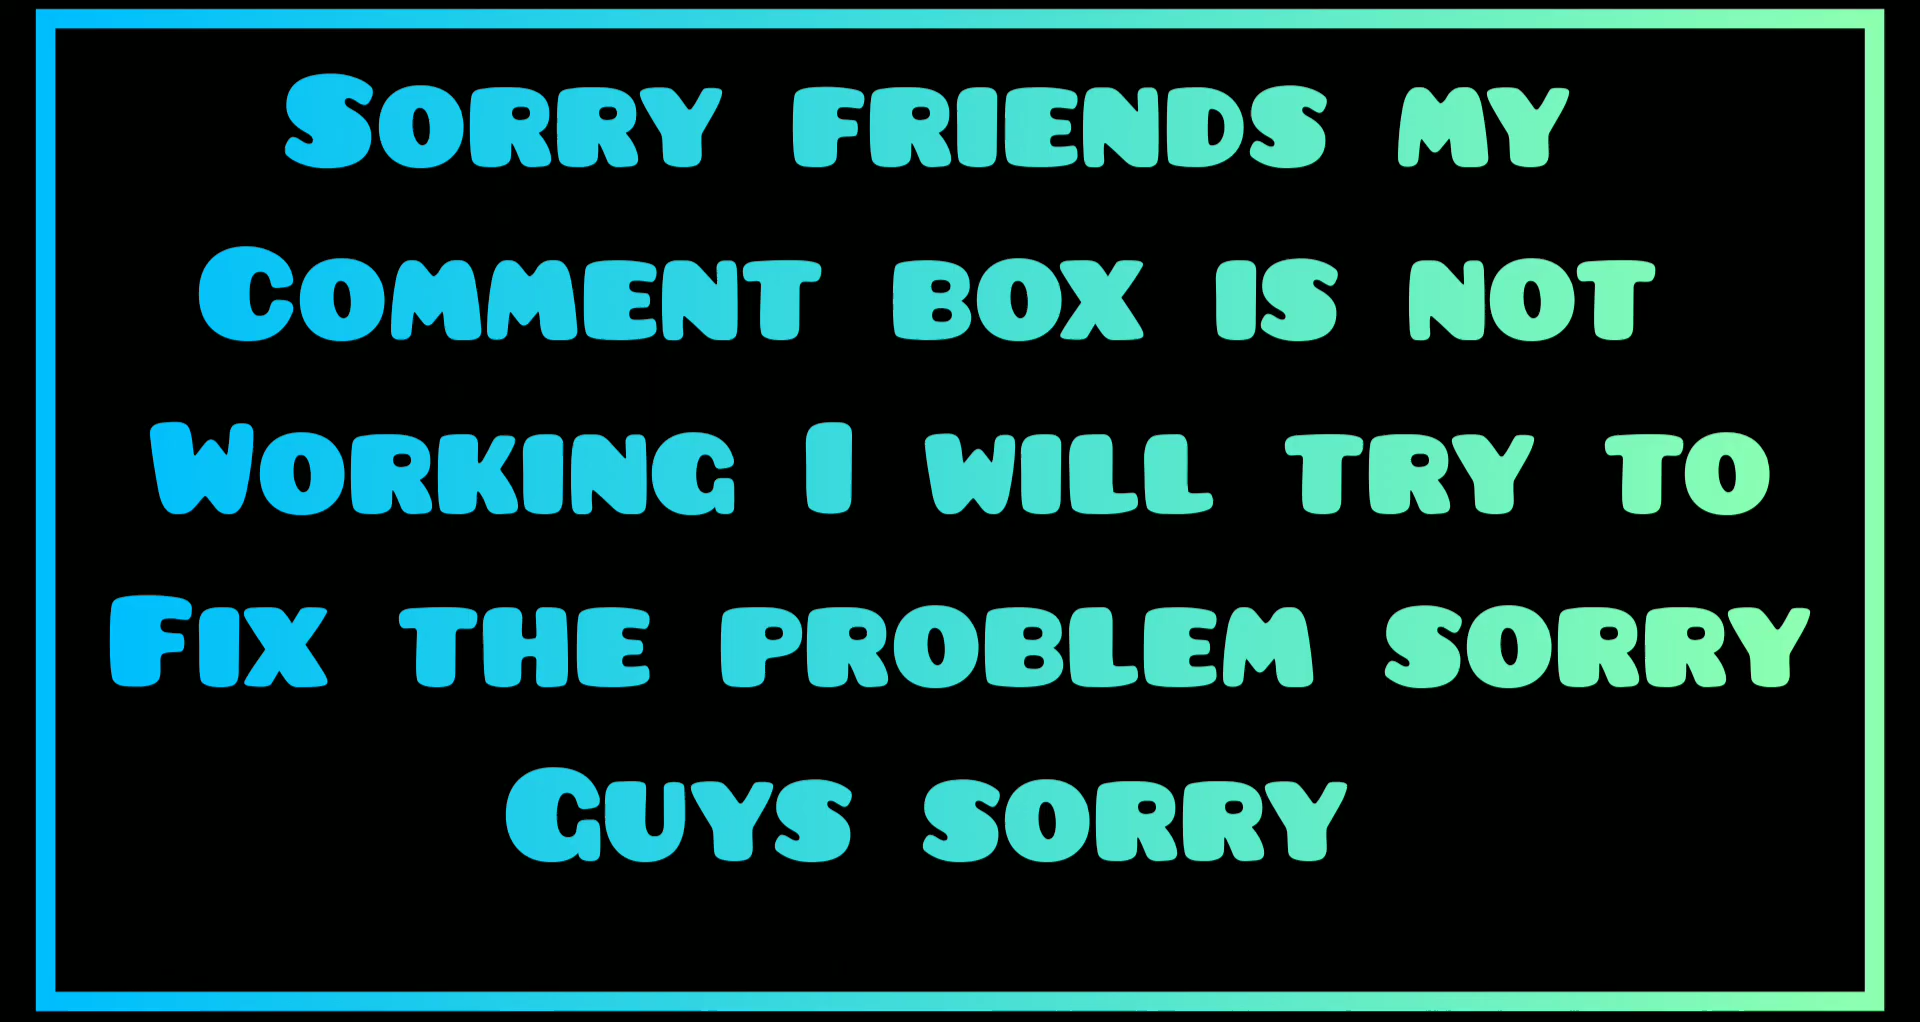 Sorry friends my
Comment box is not
Working I will try to
Fix the problem sorry
Guys sorry